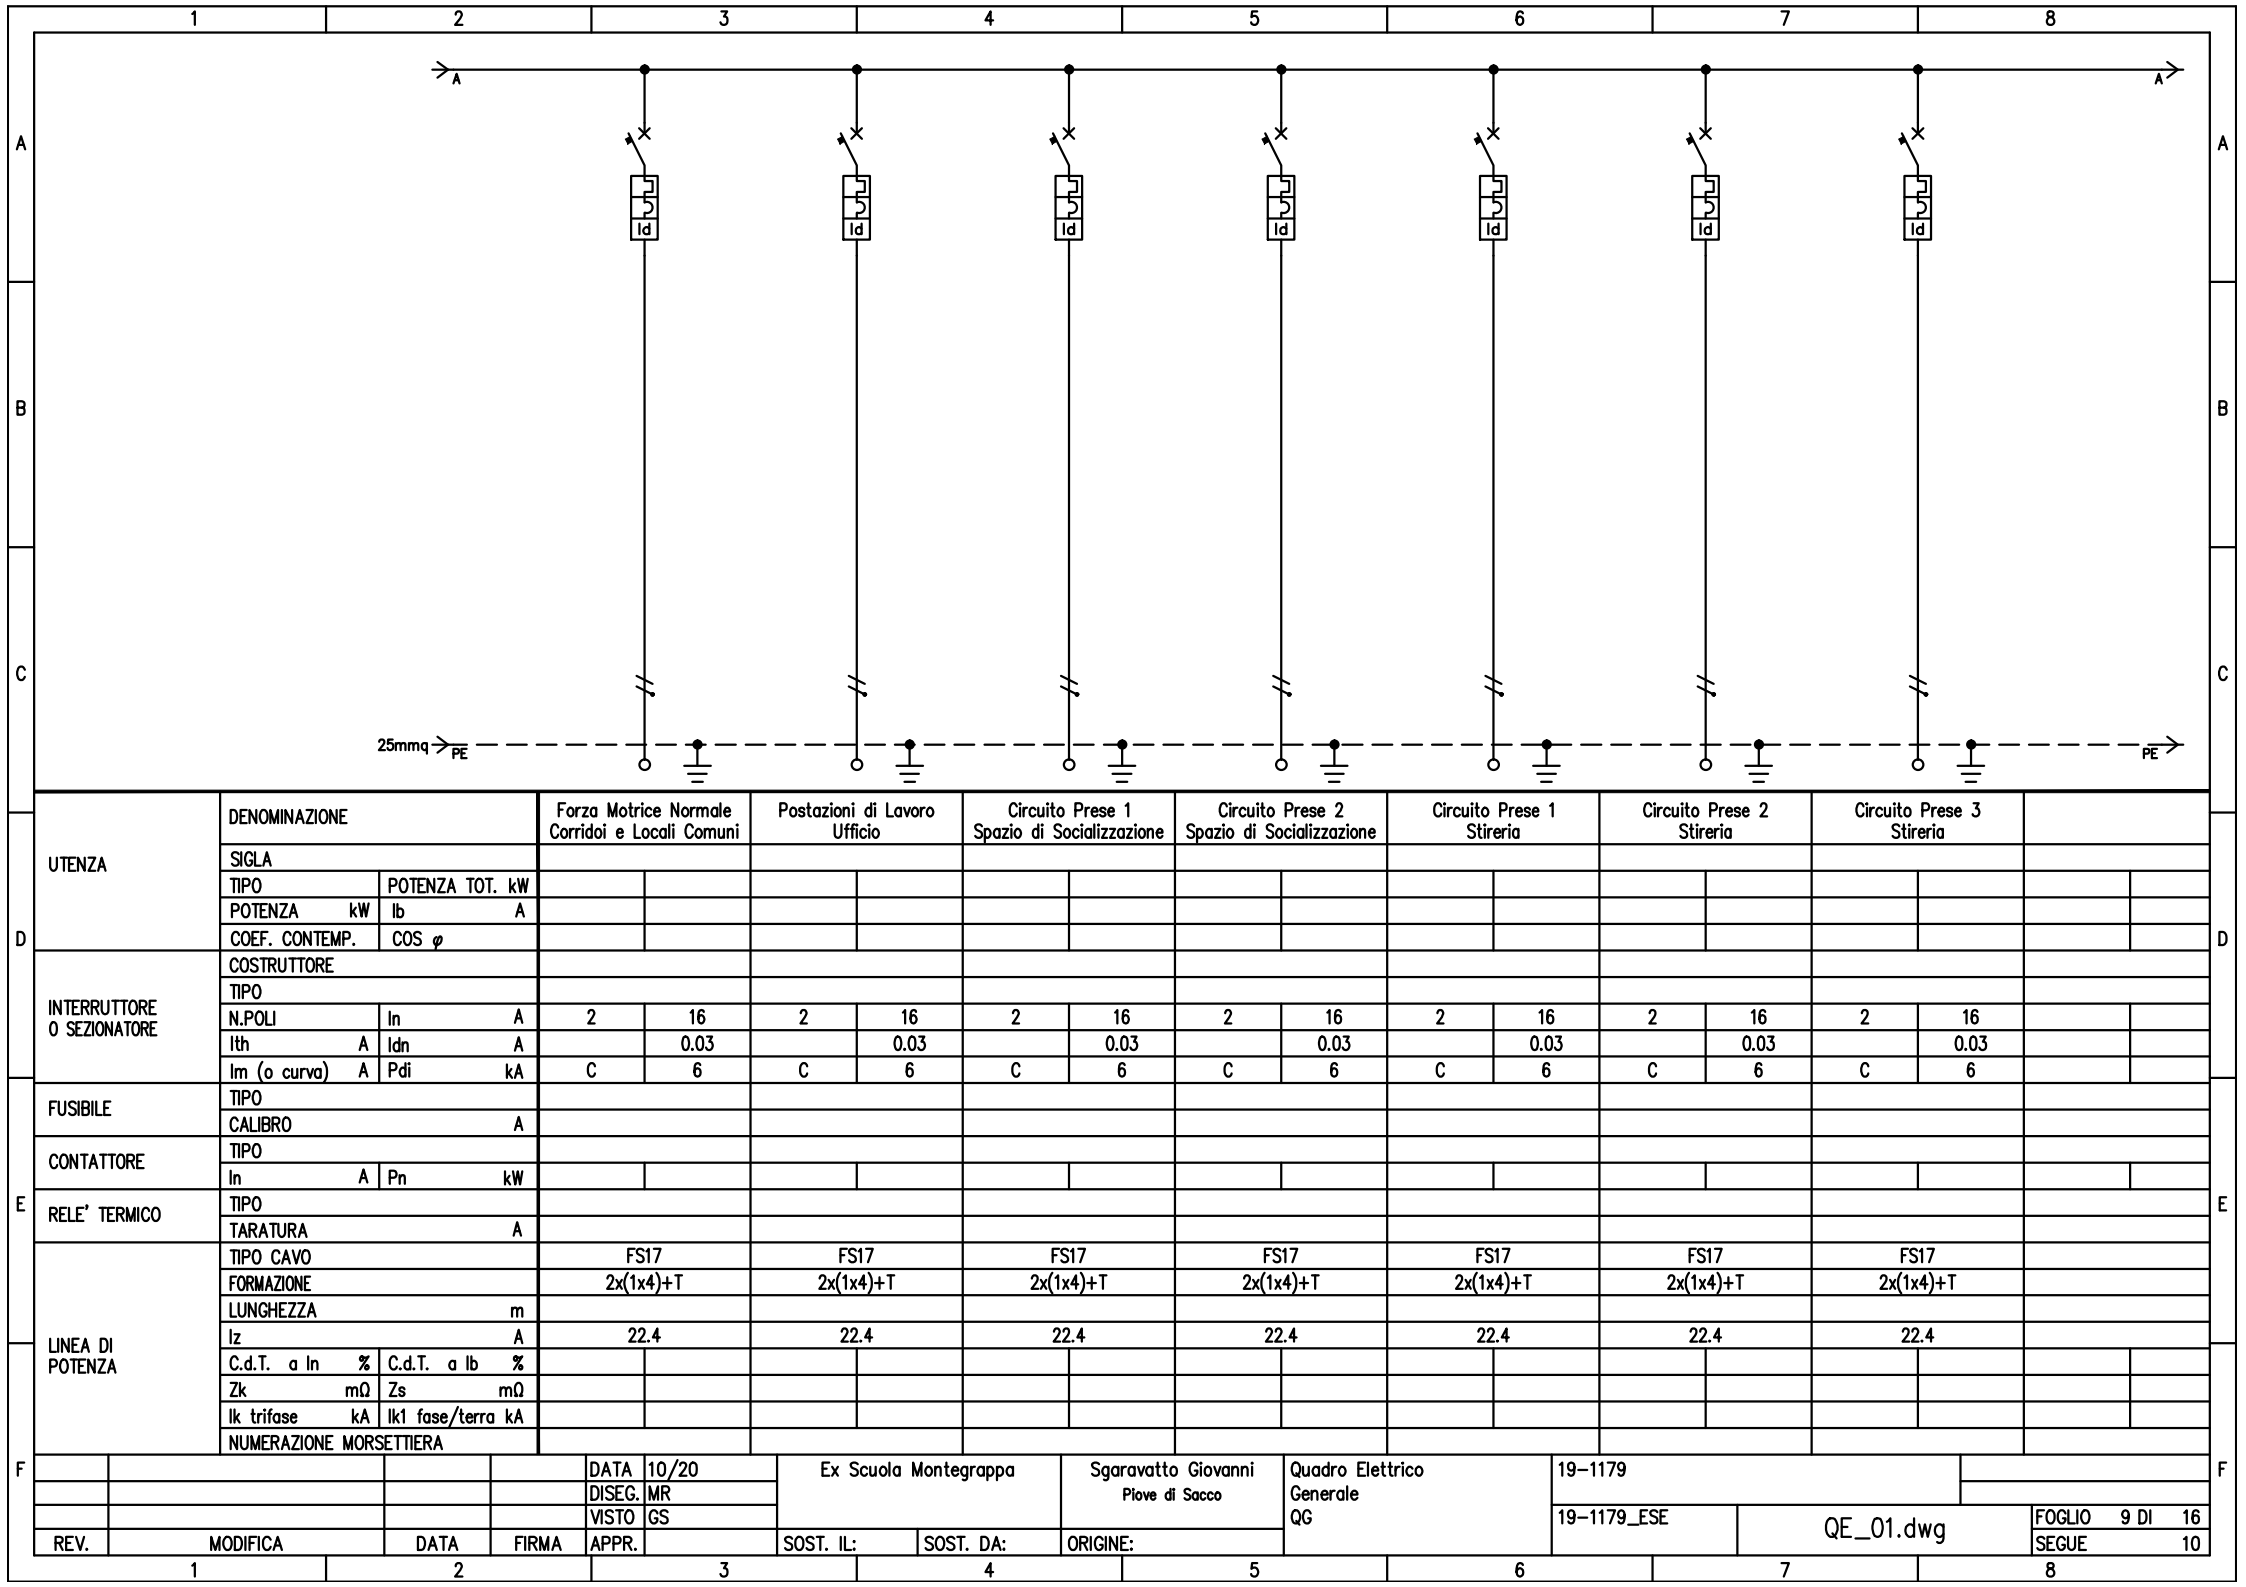 1 2 3 4 5 6 7 8
A A
A A
Id Id Id Id Id Id Id
B B
C C
25mmq PE PE
UTENZA
DENOMINAZIONE
Forza Motrice Normale Corridoi e Locali Comuni
Postazioni di Lavoro Ufficio
Circuito Prese 1 Spazio di Socializzazione
Circuito Prese 2 Spazio di Socializzazione
Circuito Prese 1 Stireria
Circuito Prese 2 Stireria
Circuito Prese 3 Stireria
SIGLA
TIPO POTENZA TOT. kW
POTENZA kW Ib A
D COEF. CONTEMP. COS φ D
INTERRUTTORE
O SEZIONATORE
COSTRUTTORE
TIPO
N.POLI In A 2 16 2 16 2 16 2 16 2 16 2 16 2 16
Ith A Idn A 0.03 0.03 0.03 0.03 0.03 0.03 0.03
Im (o curva) A Pdi kA C 6 C 6 C 6 C 6 C 6 C 6 C 6
FUSIBILE
TIPO
CALIBRO A
CONTATTORE
TIPO
In A Pn kW
E RELE' TERMICO E
TIPO
TARATURA A
LINEA DI
POTENZA
TIPO CAVO FS17 FS17 FS17 FS17 FS17 FS17 FS17
FORMAZIONE 2x(1x4)+T 2x(1x4)+T 2x(1x4)+T 2x(1x4)+T 2x(1x4)+T 2x(1x4)+T 2x(1x4)+T
LUNGHEZZA m
Iz A 22.4 22.4 22.4 22.4 22.4 22.4 22.4
C.d.T. a In % C.d.T. a Ib %
Zk mΩ Zs mΩ
Ik trifase kA Ik1 fase/terra kA
NUMERAZIONE MORSETTIERA
F F
DATA 10/20
DISEG. MR
VISTO GS
REV. MODIFICA DATA FIRMA APPR.
Ex Scuola Montegrappa
SOST. IL: SOST. DA:
Sgaravatto Giovanni
Piove di Sacco
ORIGINE:
Quadro Elettrico
Generale
QG
19-1179
19-1179_ESE
QE_01.dwg
FOGLIO 9 DI 16
SEGUE 10
1 2 3 4 5 6 7 8